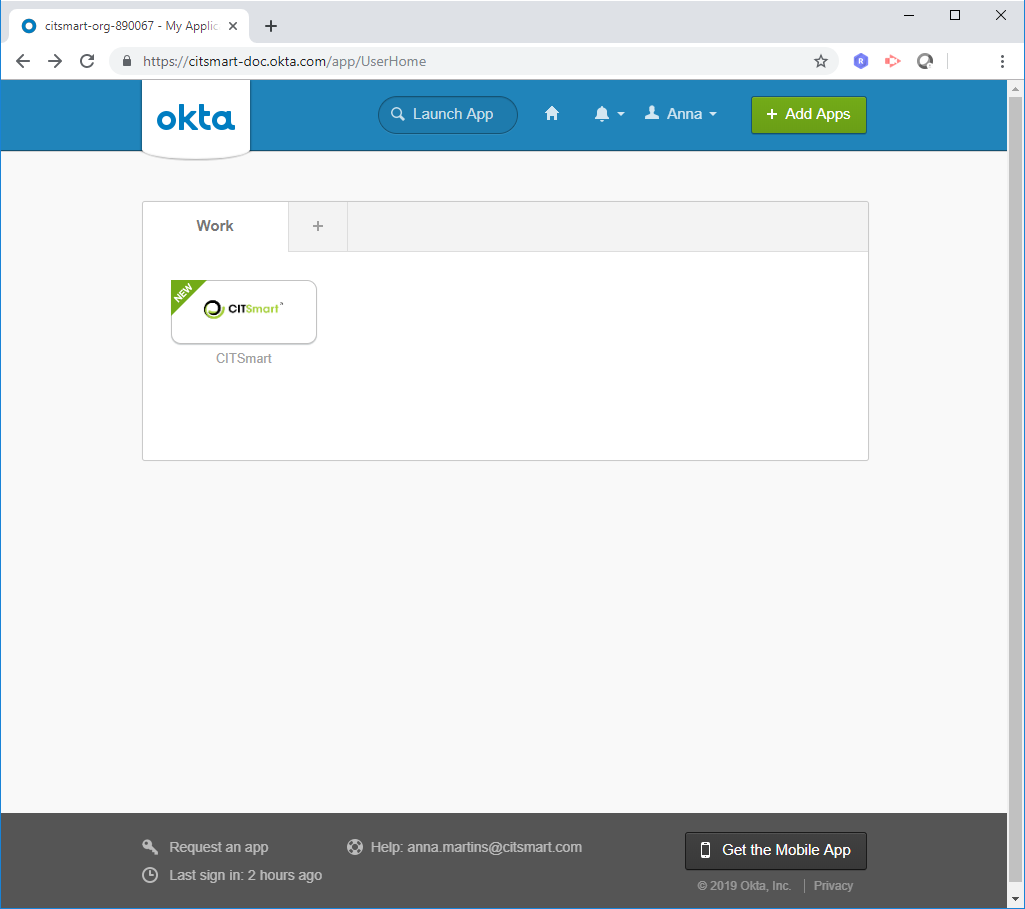 citsmart-org-890067 - My Applic
https://citsmart-doc.okta.com/app/UserHome
okta
Launch App
Anna
+ Add Apps
Work
+
NEW
CITSmart
CITSmart
Request an app
Help: anna.martins@citsmart.com
Get the Mobile App
Last sign in: 2 hours ago
© 2019 Okta, Inc. | Privacy